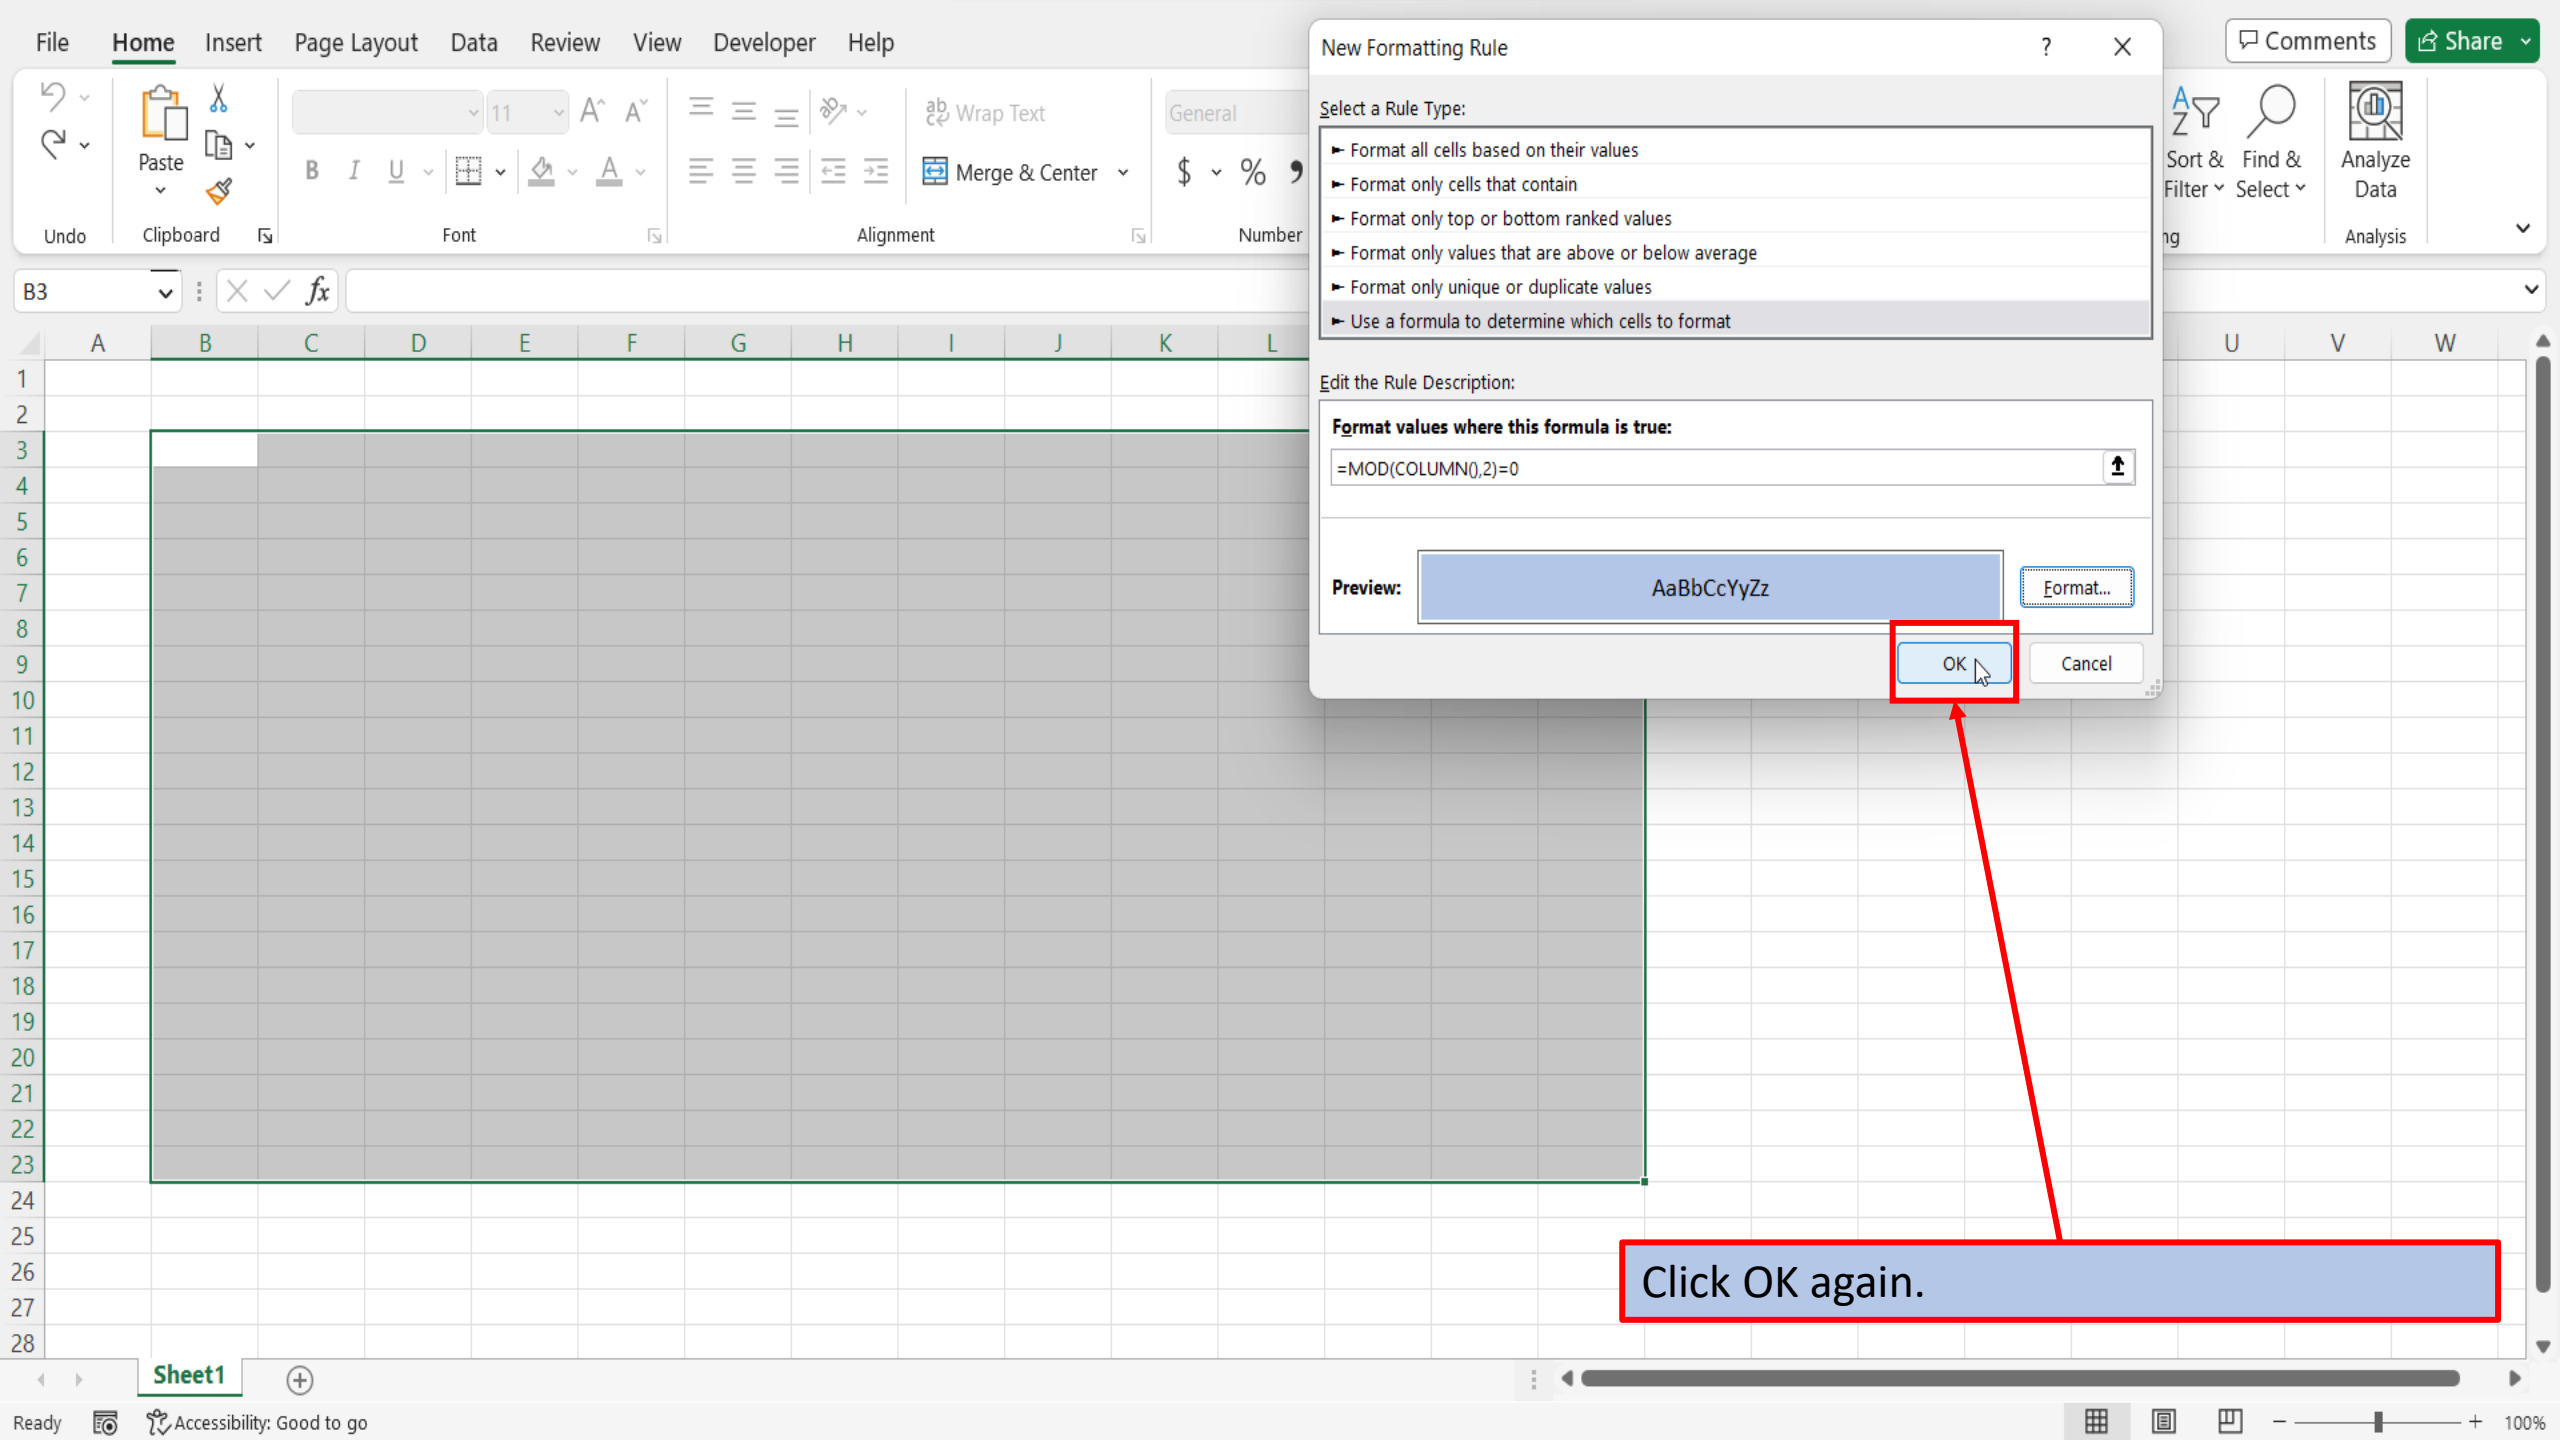 File Home Insert Page Layout Data Review View Developer Help
Comments Share
New Formatting Rule ? 
Paste
11
A^ A˅
Wrap Text
General
B I U
A
Merge & Center
$ % ,
Sort & Filter
Find & Select
Analyze Data
Undo Clipboard Font Alignment Number ng Analysis
B3
fx
Select a Rule Type:
► Format all cells based on their values
► Format only cells that contain
► Format only top or bottom ranked values
► Format only values that are above or below average
► Format only unique or duplicate values
► Use a formula to determine which cells to format
Edit the Rule Description:
Format values where this formula is true:
=MOD(COLUMN(),2)=0
Preview: AaBbCcYyZz Format...
OK Cancel
A B C D E F G H I J K L U V W
1
2
3
4
5
6
7
8
9
10
11
12
13
14
15
16
17
18
19
20
21
22
23
24
25
26
27
28
Click OK again.
Sheet1
Ready Accessibility: Good to go 100%